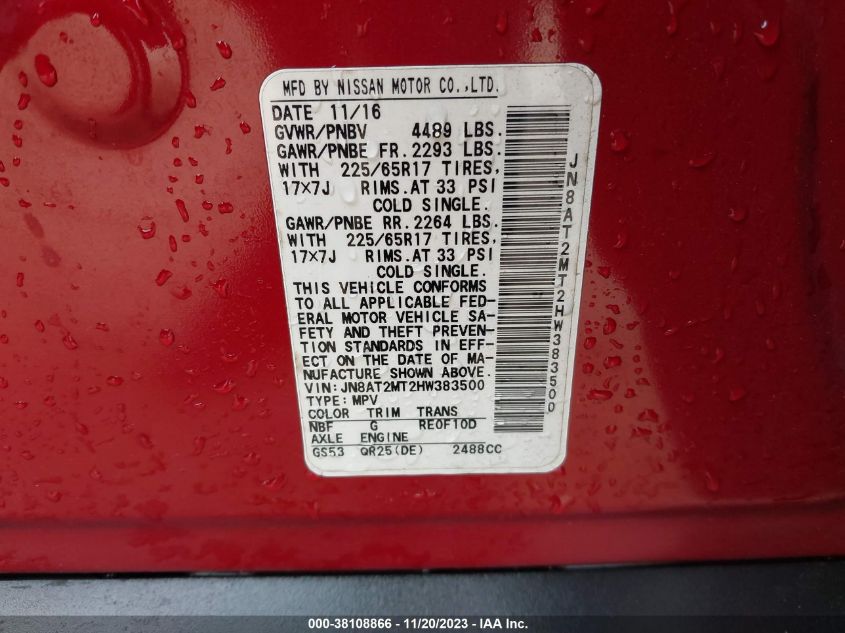 MFD BY NISSAN MOTOR CO.,LTD.
DATE 11/16
GVWR/PNBV 4489 LBS.
GAWR/PNBE FR. 2293 LBS.
WITH 225/65R17 TIRES,
17×7J RIMS.AT 33 PSI
COLD SINGLE.
GAWR/PNBE RR. 2264 LBS.
WITH 225/65R17 TIRES,
17×7J RIMS.AT 33 PSI
COLD SINGLE.
THIS VEHICLE CONFORMS
TO ALL APPLICABLE FED-
ERAL MOTOR VEHICLE SA-
FETY AND THEFT PREVEN-
TION STANDARDS IN EFF-
ECT ON THE DATE OF MA-
NUFACTURE SHOWN ABOVE.
VIN:JN8AT2MT2HW383500
TYPE: MPV
COLOR TRIM TRANS
NBF G RE0F10D
AXLE ENGINE
GS53 QR25(DE) 2488CC
JN8AT2MT2HW383500
000-38108866 - 11/20/2023 - IAA Inc.